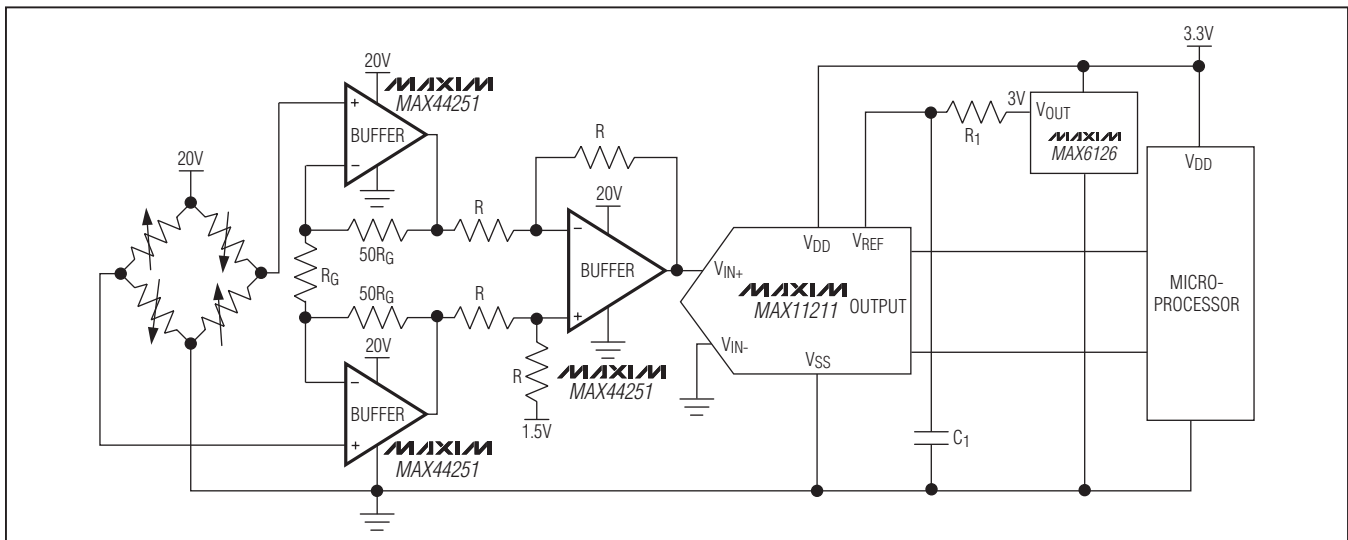 3.3V
20V
MAXIM
MAX44251
+
BUFFER
−
20V
R
3V
VOUT
R1
MAXIM
MAX6126
VDD
50RG
R
20V
−
BUFFER
+
VDD
VREF
RG
VIN+
MAXIM
MAX11211
OUTPUT
MICRO-
PROCESSOR
50RG
R
VIN-
VSS
20V
−
BUFFER
+
R
1.5V
MAXIM
MAX44251
C1
MAXIM
MAX44251